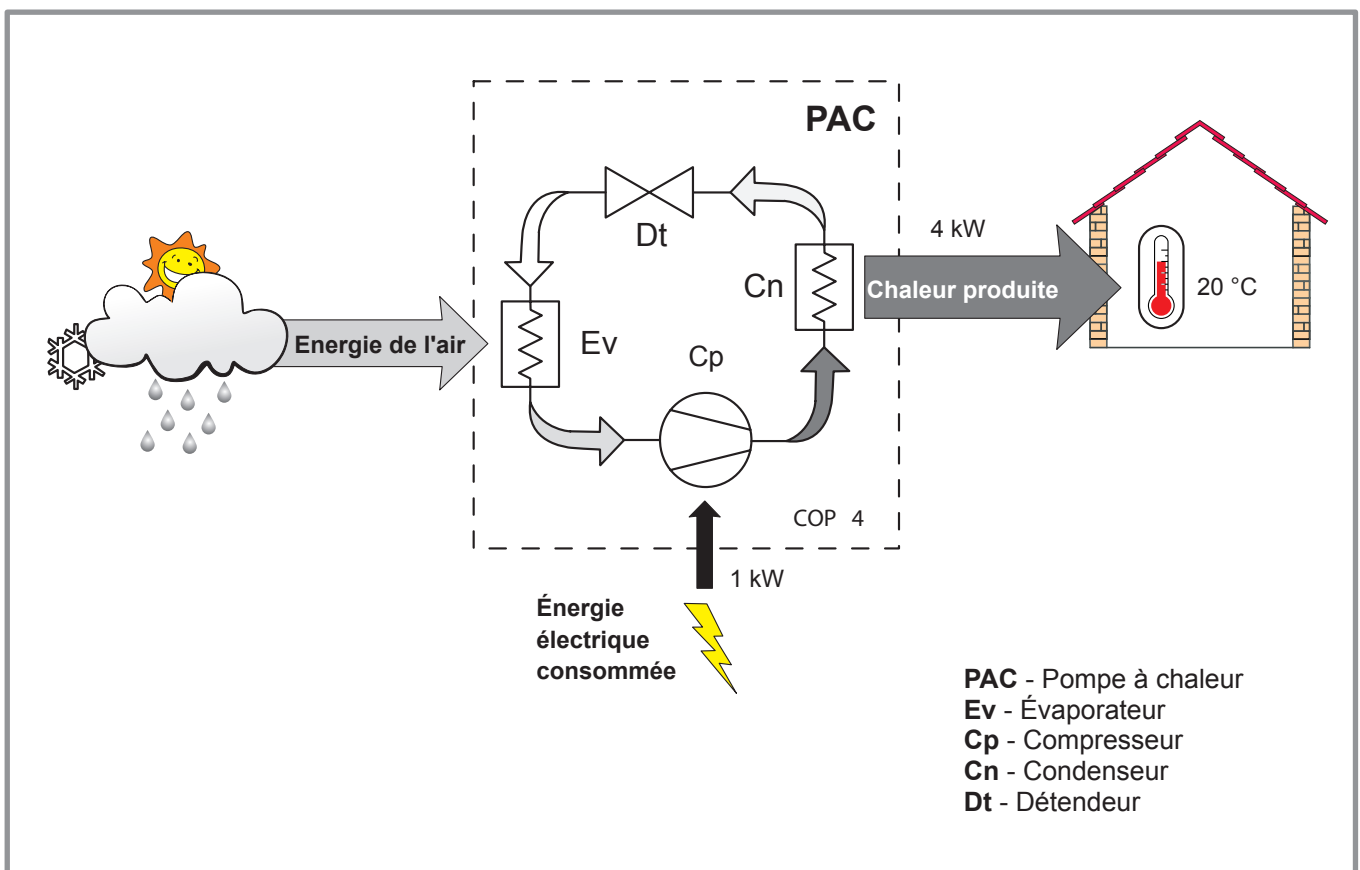 PAC
Dt
4 kW
Cn
Chaleur produite
20 °C
Energie de l'air
Ev
Cp
COP 4
1 kW
Énergie
électrique
consommée
PAC - Pompe à chaleur
Ev - Évaporateur
Cp - Compresseur
Cn - Condenseur
Dt - Détendeur